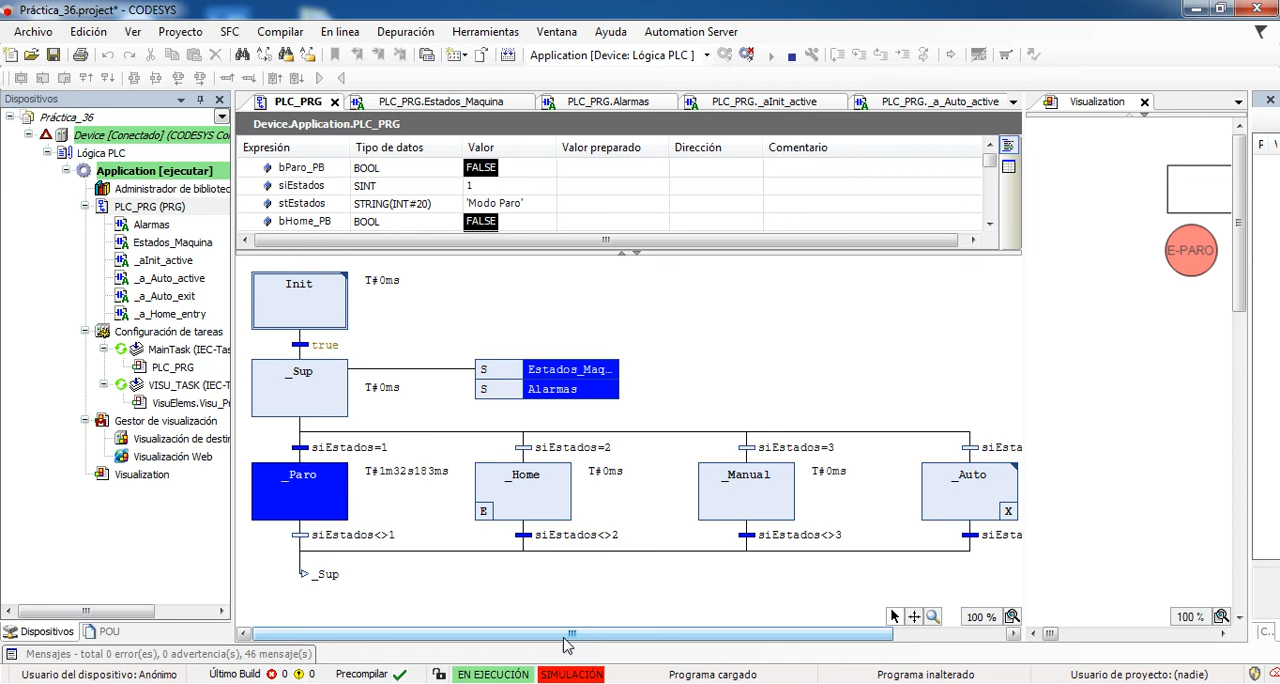 Práctica_36.project* - CODESYS
Archivo Edición Ver Proyecto SFC Compilar En linea Depuración Herramientas Ventana Ayuda Automation Server
Application [Device: Lógica PLC ]
Dispositivos
Práctica_36
Device [Conectado] (CODESYS Co
Lógica PLC
Application [ejecutar]
Administrador de bibliotec
PLC_PRG (PRG)
Alarmas
Estados_Maquina
_aInit_active
_a_Auto_active
_a_Auto_exit
_a_Home_entry
Configuración de tareas
MainTask (IEC-Tas
PLC_PRG
VISU_TASK (IEC-T
VisuElems.Visu_Pr
Gestor de visualización
Visualización de desti
Visualización Web
Visualization
Dispositivos POU
PLC_PRG PLC_PRG.Estados_Maquina PLC_PRG.Alarmas PLC_PRG._aInit_active PLC_PRG._a_Auto_active
Device.Application.PLC_PRG
Expresión Tipo de datos Valor Valor preparado Dirección Comentario
bParo_PB BOOL FALSE
siEstados SINT 1
stEstados STRING(INT#20) 'Modo Paro'
bHome_PB BOOL FALSE
Init T#0ms
true
_Sup T#0ms
S Estados_Maq...
S Alarmas
siEstados=1 siEstados=2 siEstados=3 siEsta
_Paro T#1m32s183ms _Home T#0ms _Manual T#0ms _Auto
E X
siEstados<>1 siEstados<>2 siEstados<>3 siEsta
_Sup
100 %
Visualization
E-PARO
100 %
C...
Mensajes - total 0 error(es), 0 advertencia(s), 46 mensaje(s)
Usuario del dispositivo: Anónimo Último Build 0 0 Precompilar EN EJECUCIÓN SIMULACIÓN Programa cargado Programa inalterado Usuario de proyecto: (nadie)